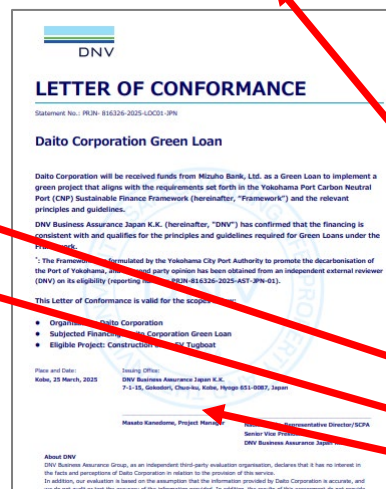 DNV
LETTER OF CONFORMANCE
Statement No.: PRJN- 816326-2025-LOC01-JPN
Daito Corporation Green Loan
Daito Corporation will be received funds from Mizuho Bank, Ltd. as a Green Loan to implement a
green project that aligns with the requirements set forth in the Yokohama Port Carbon Neutral
Port (CNP) Sustainable Finance Framework (hereinafter, "Framework") and the relevant
principles and guidelines.
DNV Business Assurance Japan K.K. (hereinafter, "DNV") has confirmed that the financing is
consistent with and qualifies for the principles and guidelines required for Green Loans under the
*: The formulated by the Yokohama City Port Authority to promote the decarbonisation of
the Port of Yokohama, party opinion has been obtained from an independent external reviewer
(DNV) on its eligibility (reporting PRJN-816326-2025-AST-JPN-01).
This Letter of Conformance is valid for the
Daito Corporation
Subjected Corporation Green Loan
Eligible Project: Tugboat
Place and Date:
Kobe, 25 March, 2025
Issuing Office:
DNV Business Assurance Japan K.K.
7-1-15, Gokodori, Chuo-ku, Kobe, Hyogo 651-0087, Japan
Masato Kanedome, Project Manager
Representative Director/SCPA
Senior Vice
DNV Business Assurance
About DNV
DNV Business Assurance Group, as an independent third-party evaluation organisation, declares that it has no interest in
the facts and perceptions of Daito Corporation in relation to the provision of this service.
In addition, our evaluation is based on the assumption that the information provided by Daito Corporation is accurate, and